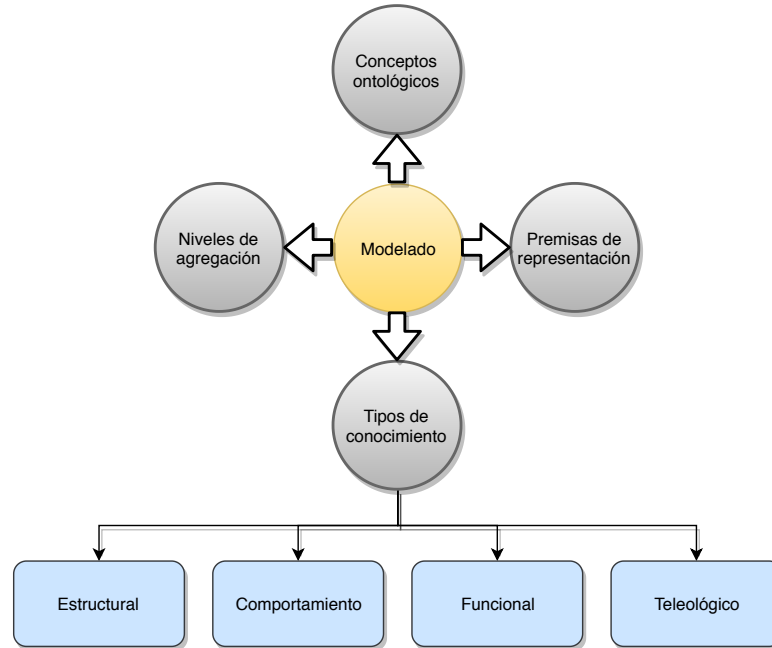 Conceptos
ontológicos
Niveles de
agregación
Modelado
Premisas de
representación
Tipos de
conocimiento
Estructural
Comportamiento
Funcional
Teleológico